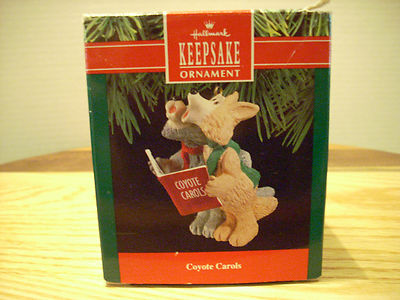 Hallmark
KEEPSAKE
ORNAMENT
COYOTE
CAROLS
Coyote Carols